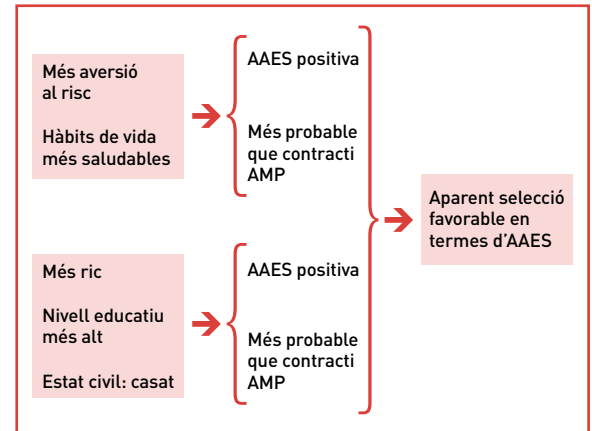 Més aversió
al risc
Hàbits de vida
més saludables
AAES positiva
Més probable
que contracti
AMP
Més ric
Nivell educatiu
més alt
Estat civil: casat
AAES positiva
Més probable
que contracti
AMP
Aparent selecció
favorable en
termes d’AAES